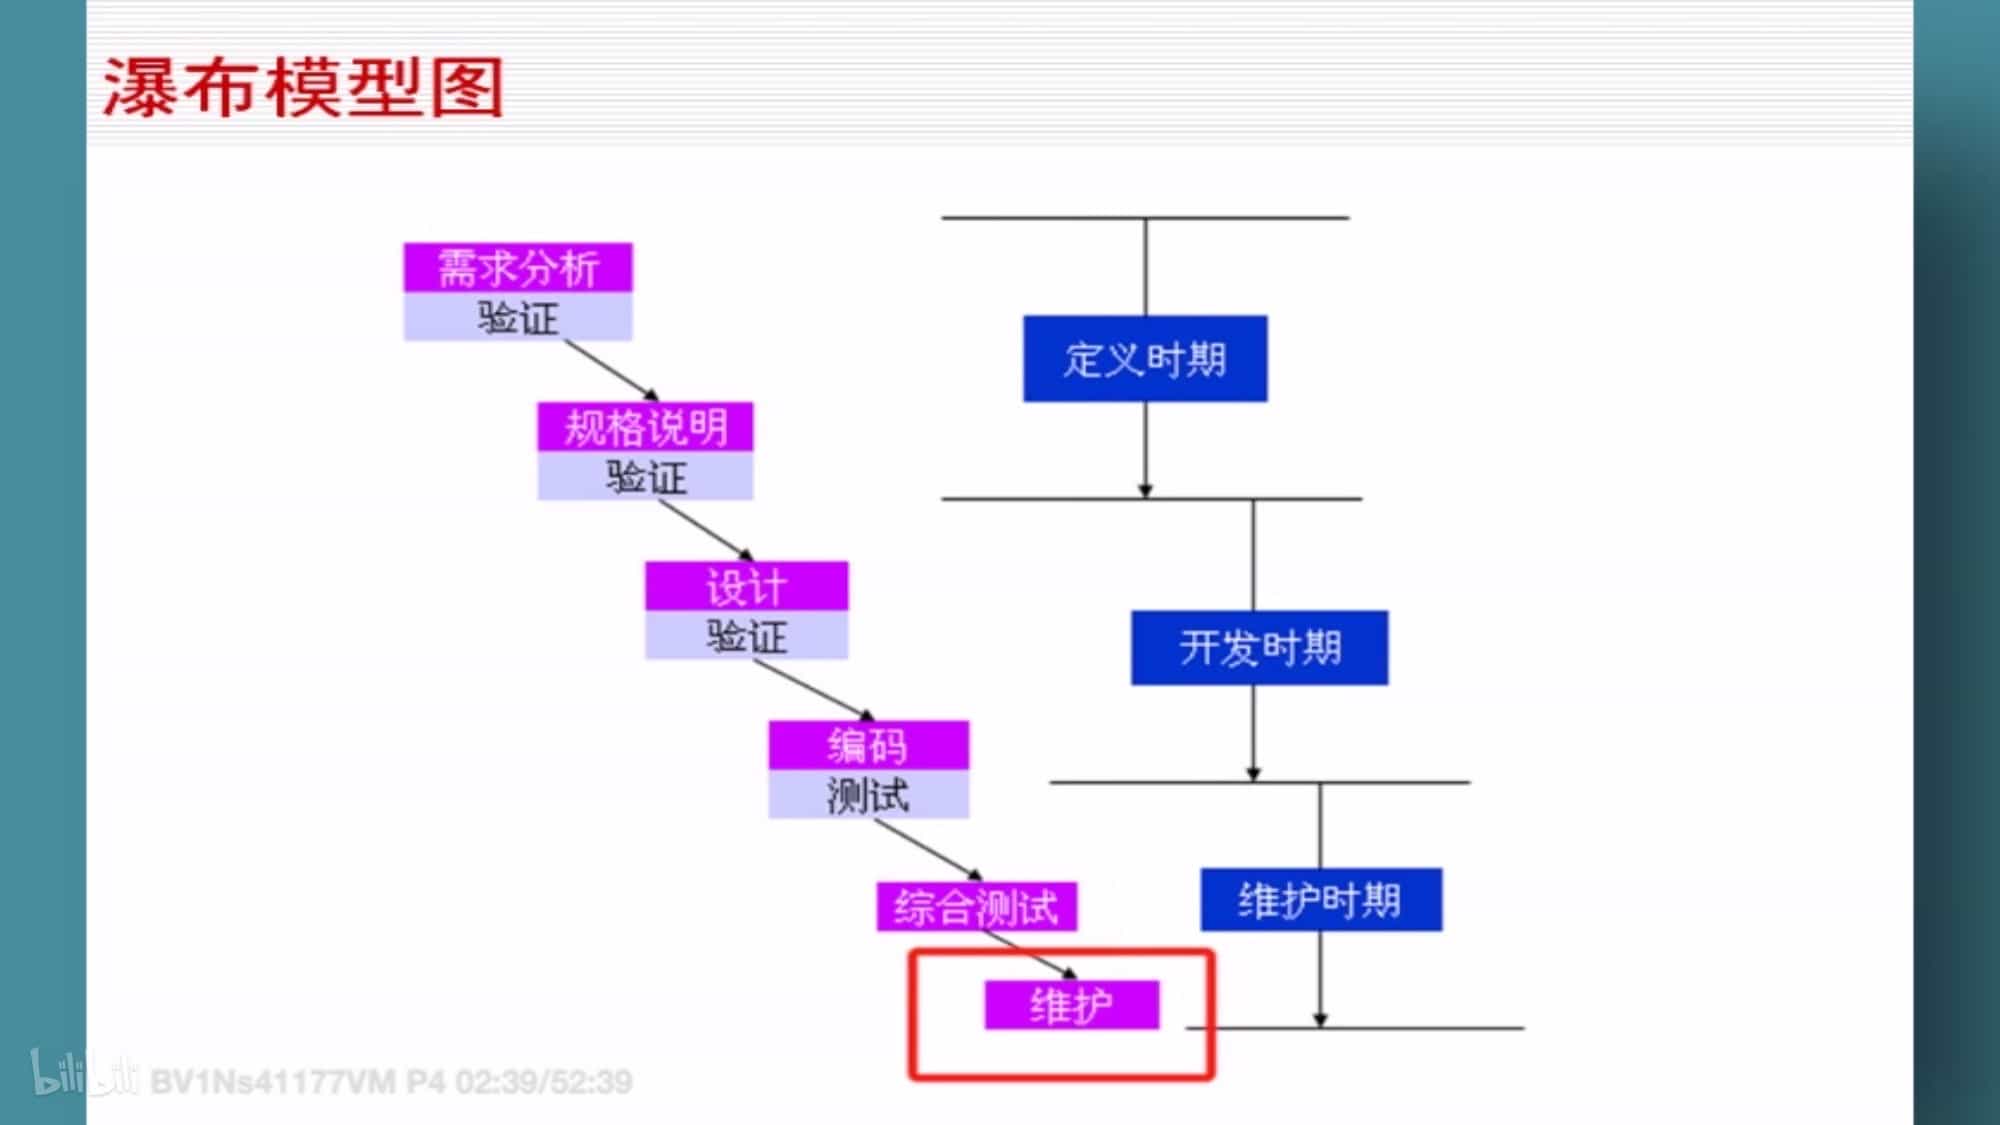 瀑布模型图
需求分析
验证
定义时期
规格说明
验证
设计
验证
开发时期
编码
测试
综合测试
维护时期
维护
bilibili BV1Ns41177VM P4 02:39/52:39